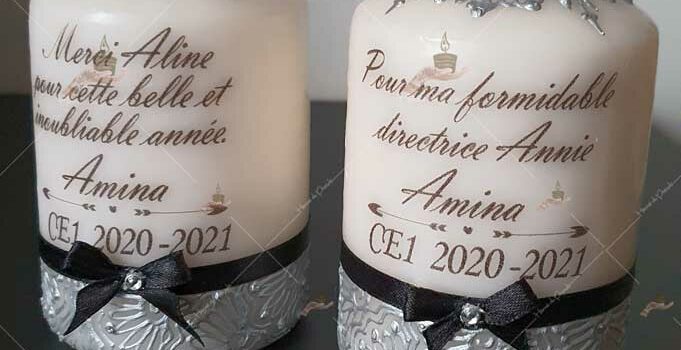 Merci Aline
pour cette belle et
inoubliable année.
Amina
CE1 2020-2021
Pour ma formidable
directrice Annie
Amina
CE1 2020-2021